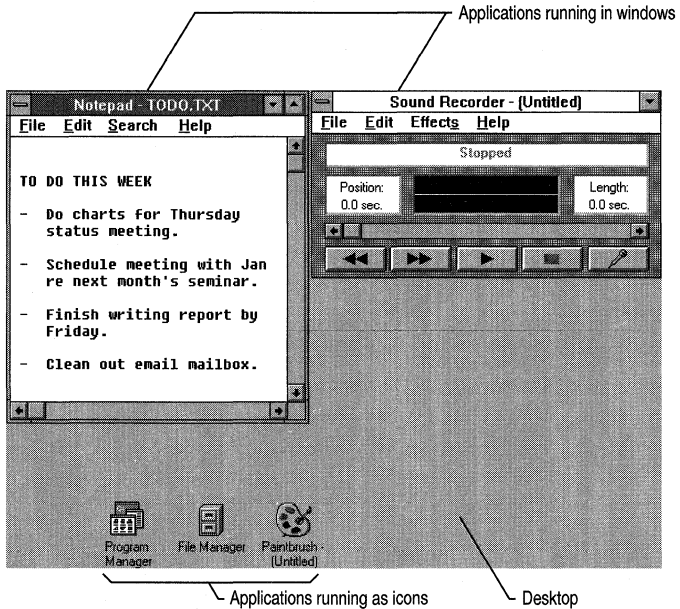 Applications running in windows
Notepad - TODO.TXT
File Edit Search Help
TO DO THIS WEEK
- Do charts for Thursday
status meeting.
- Schedule meeting with Jan
re next month's seminar.
- Finish writing report by
Friday.
- Clean out email mailbox.
Sound Recorder - (Untitled)
File Edit Effects Help
Stopped
Position:
0.0 sec.
Length:
0.0 sec.
Program
Manager
File Manager
Paintbrush -
(Untitled)
Applications running as icons
Desktop